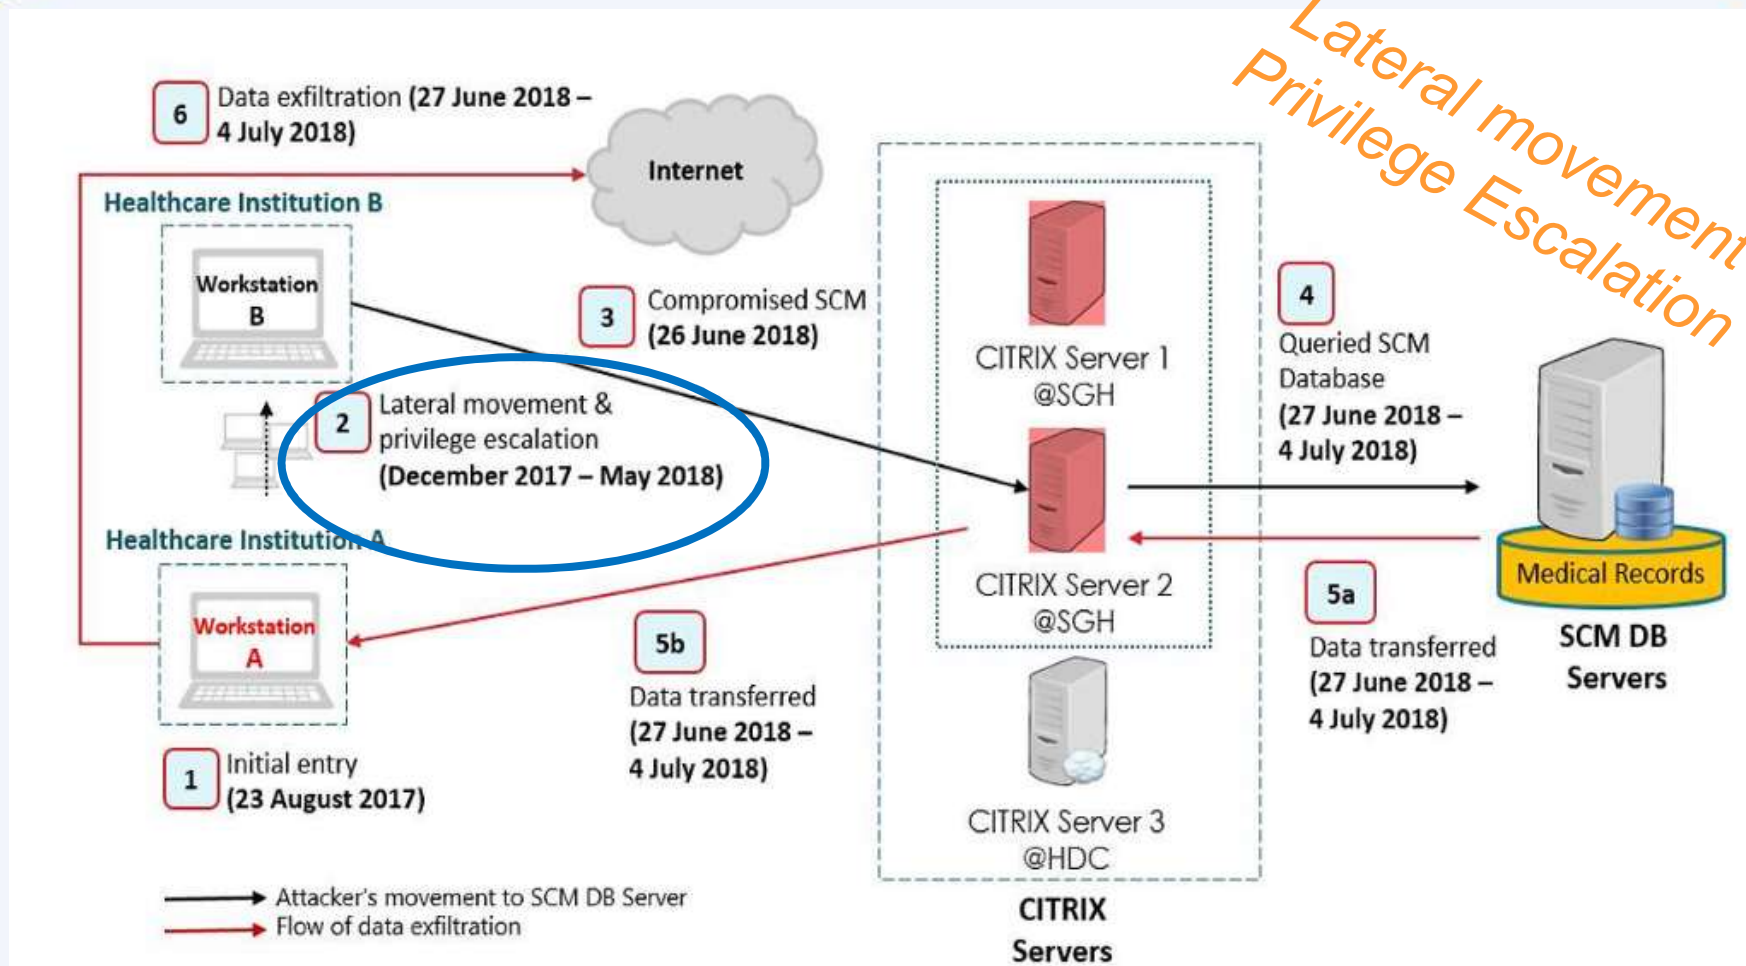 Lateral movement
Privilege Escalation
6
Data exfiltration (27 June 2018 –
4 July 2018)
Internet
Healthcare Institution B
Workstation
B
3
Compromised SCM
(26 June 2018)
2
Lateral movement &
privilege escalation
(December 2017 – May 2018)
Healthcare Institution A
Workstation
A
1
Initial entry
(23 August 2017)
5b
Data transferred
(27 June 2018 –
4 July 2018)
CITRIX Server 1
@SGH
CITRIX Server 2
@SGH
CITRIX Server 3
@HDC
CITRIX
Servers
4
Queried SCM
Database
(27 June 2018 –
4 July 2018)
5a
Data transferred
(27 June 2018 –
4 July 2018)
Medical Records
SCM DB
Servers
Attacker's movement to SCM DB Server
Flow of data exfiltration